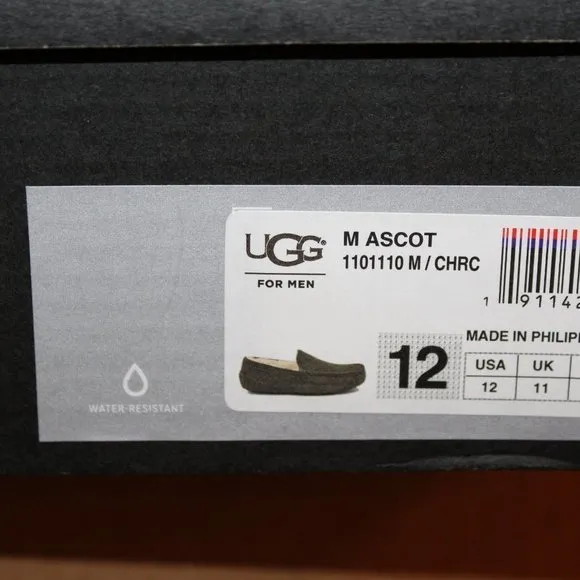 UGG®
FOR MEN
M ASCOT
1101110 M / CHRC
1 91142
12
MADE IN PHILIP
USA UK
12 11
WATER-RESISTANT